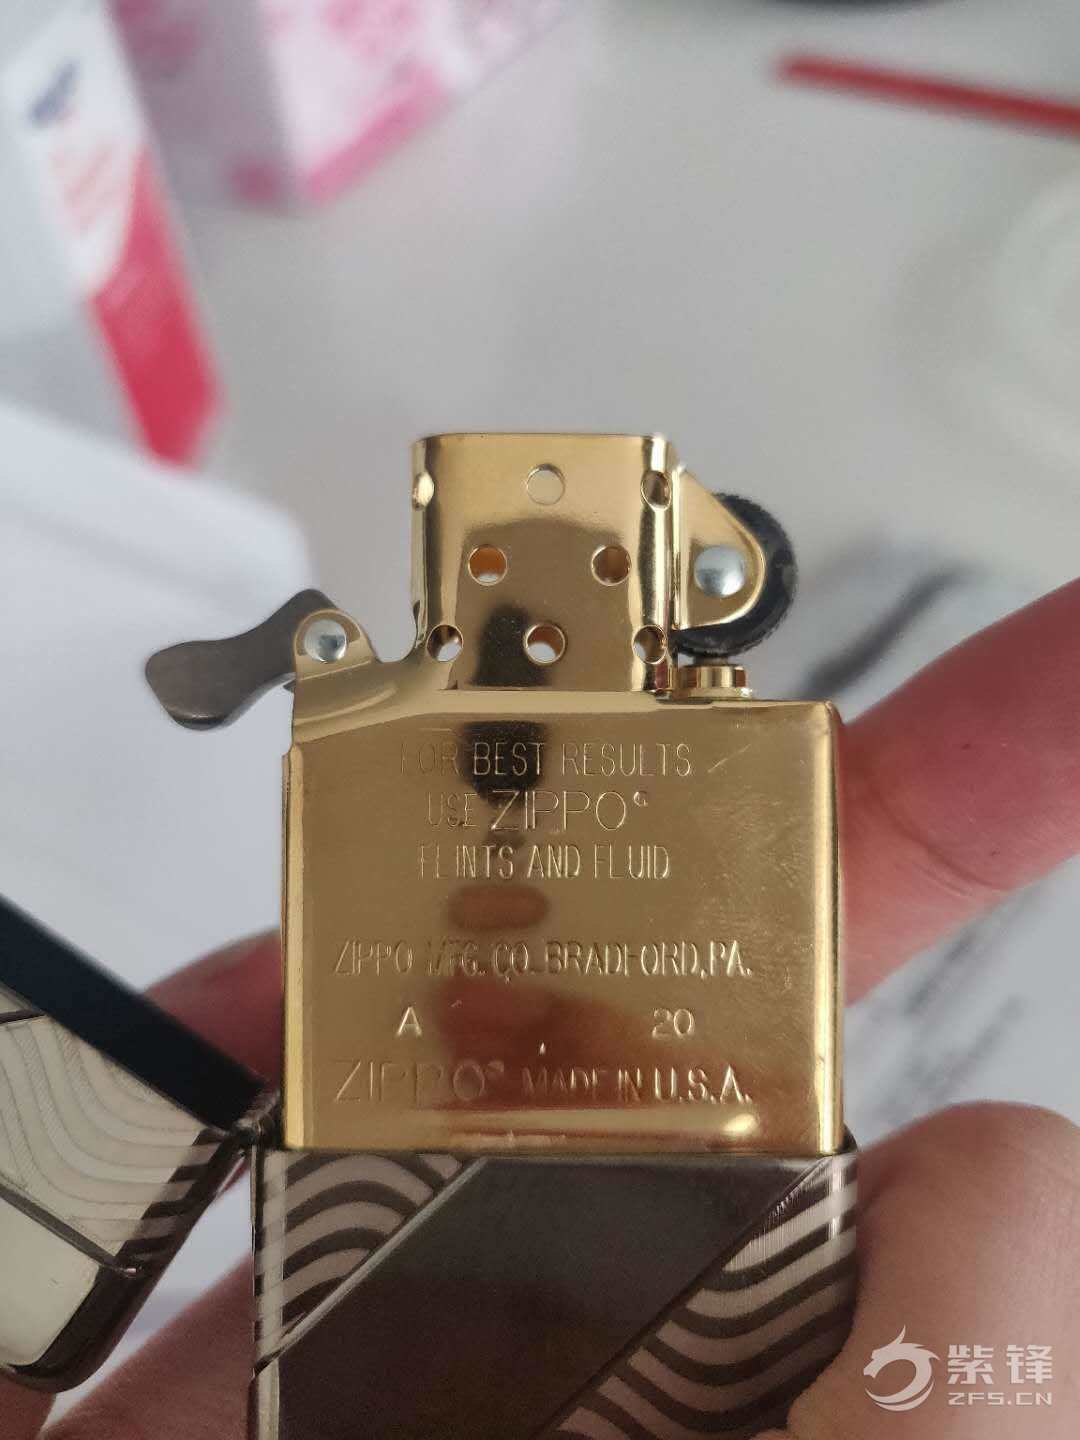 FOR BEST RESULTS
USE ZIPPO®
FLINTS AND FLUID
ZIPPO MFG. CO. BRADFORD, PA.
A 20
ZIPPO® MADE IN U.S.A.
紫锋
ZFS.CN